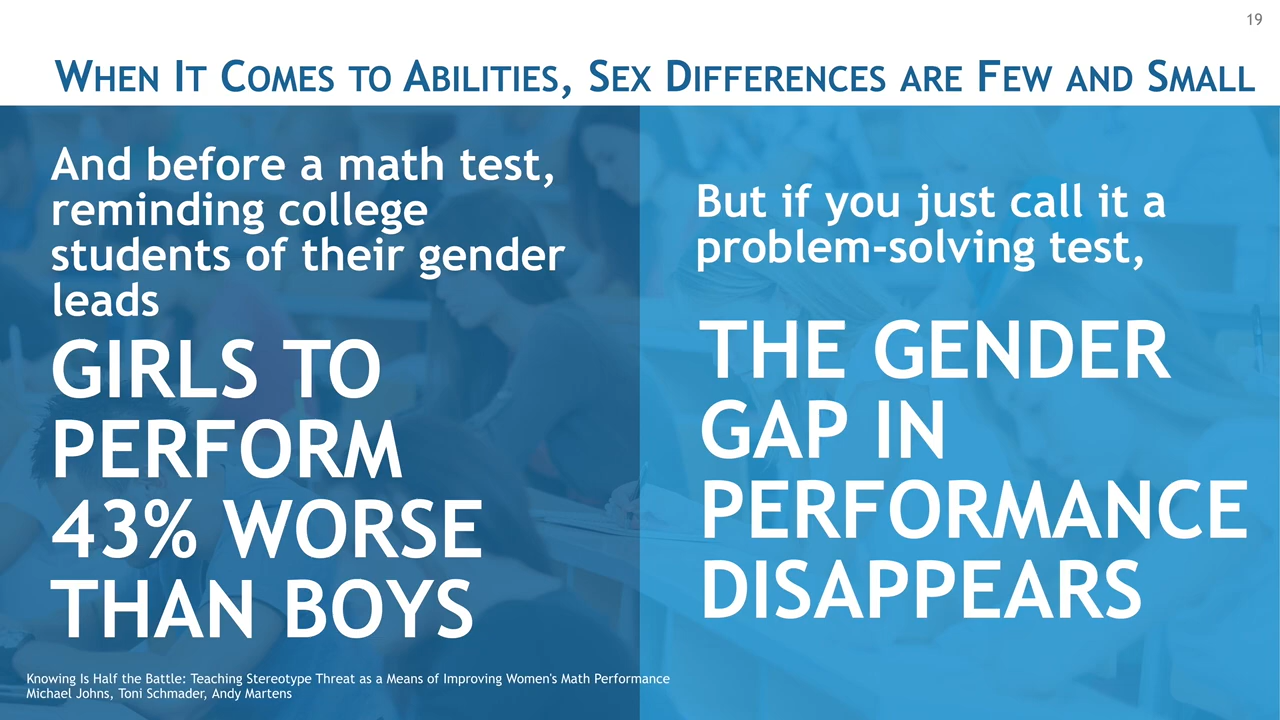 19
When It Comes to Abilities, Sex Differences are Few and Small
And before a math test,
reminding college
students of their gender
leads
GIRLS TO
PERFORM
43% WORSE
THAN BOYS
But if you just call it a
problem-solving test,
THE GENDER
GAP IN
PERFORMANCE
DISAPPEARS
Knowing Is Half the Battle: Teaching Stereotype Threat as a Means of Improving Women's Math Performance
Michael Johns, Toni Schmader, Andy Martens